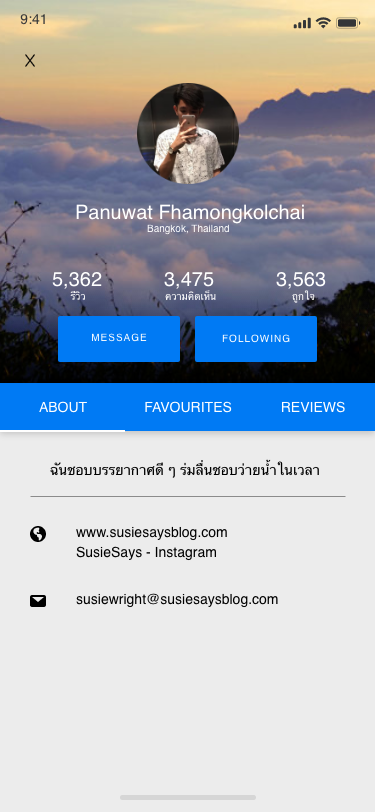 9:41
X
Panuwat Fhamongkolchai
Bangkok, Thailand
5,362 3,475 3,563
รีวิว ความคิดเห็น ถูกใจ
MESSAGE FOLLOWING
ABOUT FAVOURITES REVIEWS
ฉันชอบบรรยากาศดี ๆ ร่มลื่นชอบว่ายน้ำในเวลา
www.susiesaysblog.com
SusieSays - Instagram
susiewright@susiesaysblog.com